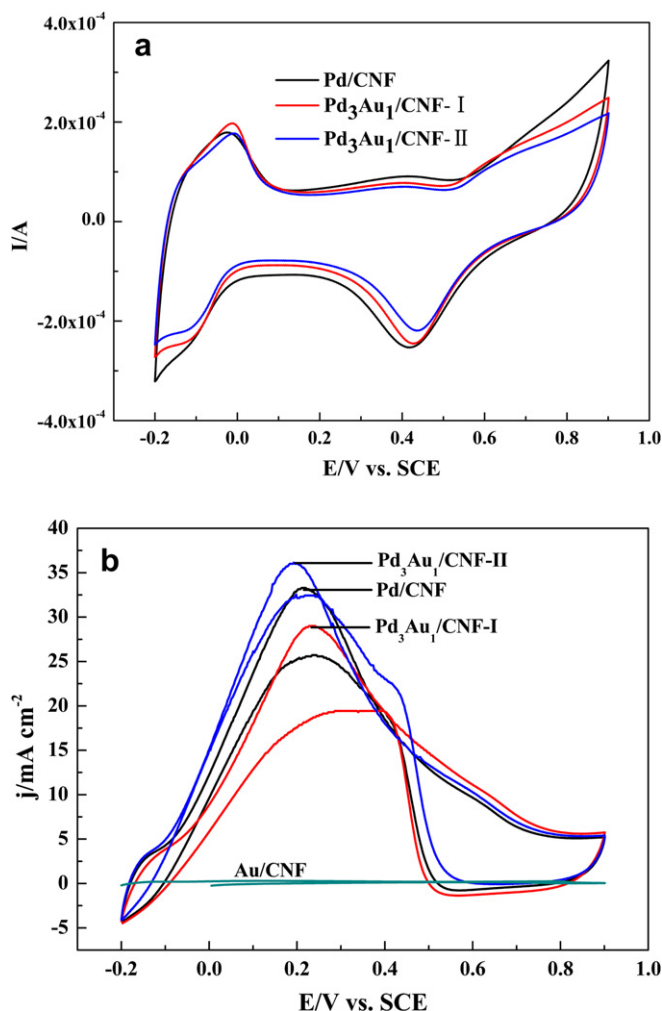 a
4.0x10⁻⁴
2.0x10⁻⁴
0.0
-2.0x10⁻⁴
-4.0x10⁻⁴
I/A
Pd/CNF
Pd₃Au₁/CNF-Ⅰ
Pd₃Au₁/CNF-Ⅱ
-0.2 0.0 0.2 0.4 0.6 0.8 1.0
E/V vs. SCE
b
40
35
30
25
20
15
10
5
0
-5
j/mA cm⁻²
Pd₃Au₁/CNF-II
Pd/CNF
Pd₃Au₁/CNF-I
Au/CNF
-0.2 0.0 0.2 0.4 0.6 0.8 1.0
E/V vs. SCE